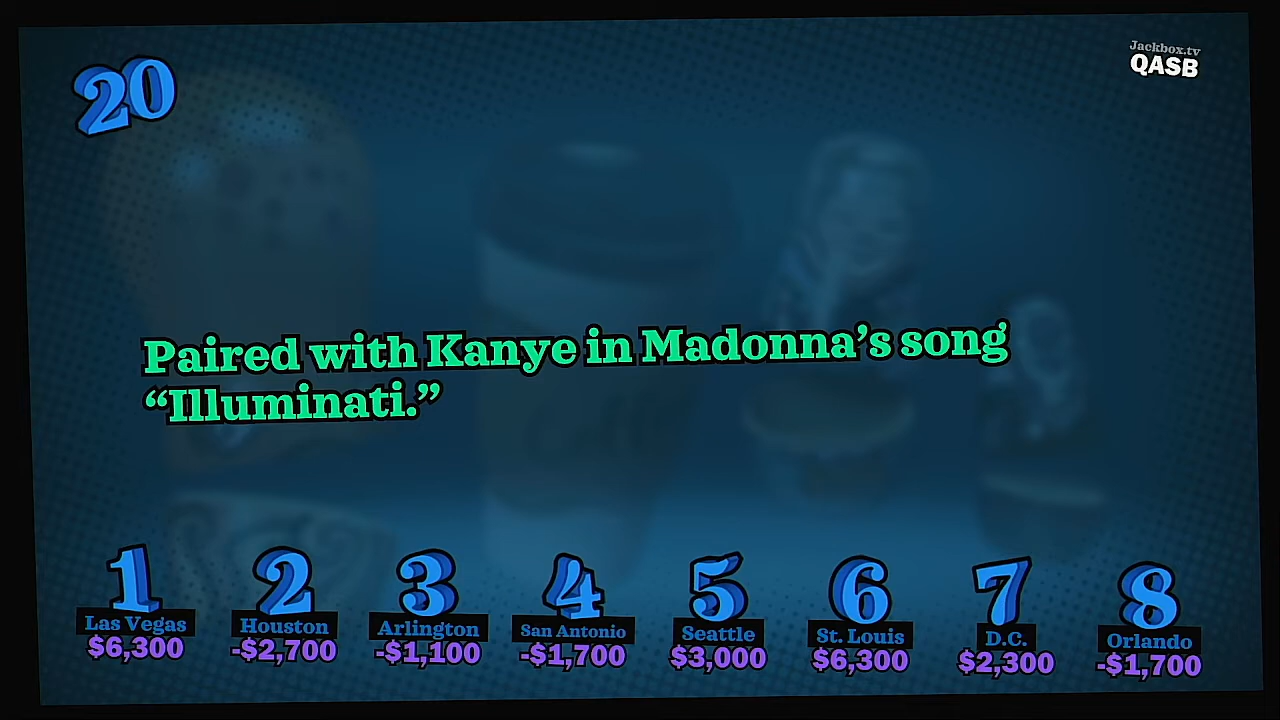 20
Jackbox.tv
QASB
Paired with Kanye in Madonna’s song
“Illuminati.”
1 2 3 4 5 6 7 8
Las Vegas Houston Arlington San Antonio Seattle St. Louis D.C. Orlando
$6,300 -$2,700 -$1,100 -$1,700 $3,000 $6,300 $2,300 -$1,700